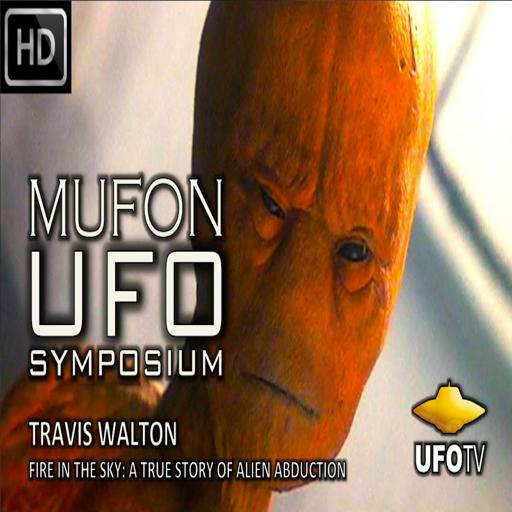 HD
MUFON
UFO
SYMPOSIUM
TRAVIS WALTON
FIRE IN THE SKY: A TRUE STORY OF ALIEN ABDUCTION
UFOTV